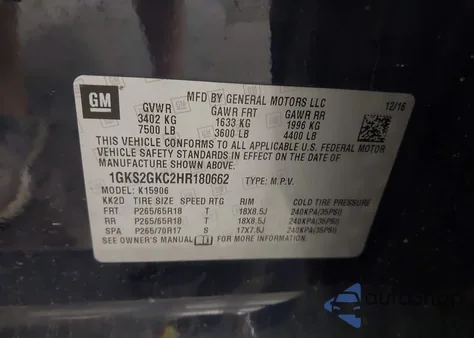 GM
MFD BY GENERAL MOTORS LLC
12/16
GVWR GAWR FRT GAWR RR
3402 KG 1633 KG 1996 KG
7500 LB 3600 LB 4400 LB
THIS VEHICLE CONFORMS TO ALL APPLICABLE U.S. FEDERAL MOTOR
VEHICLE SAFETY STANDARDS IN EFFECT ON THE DATE OF
MANUFACTURE SHOWN ABOVE.
1GKS2GKC2HR180662 TYPE: M.P.V.
MODEL: K15906
KK2D TIRE SIZE SPEED RTG RIM COLD TIRE PRESSURE
FRT P265/65R18 T 18X8.5J 240KPA(35PSI)
RR P265/65R18 T 18X8.5J 240KPA(35PSI)
SPA P265/70R17 S 17X7.5J 240KPA(35PSI)
SEE OWNER'S MANUAL FOR MORE INFORMATION.
autoshop